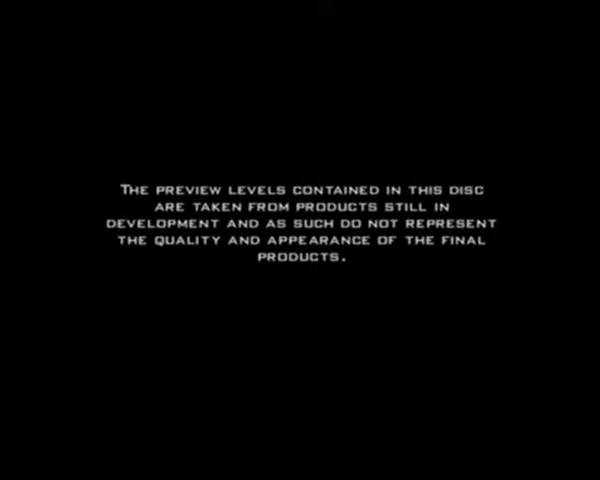 The preview levels contained in this disc
are taken from products still in
development and as such do not represent
the quality and appearance of the final
products.